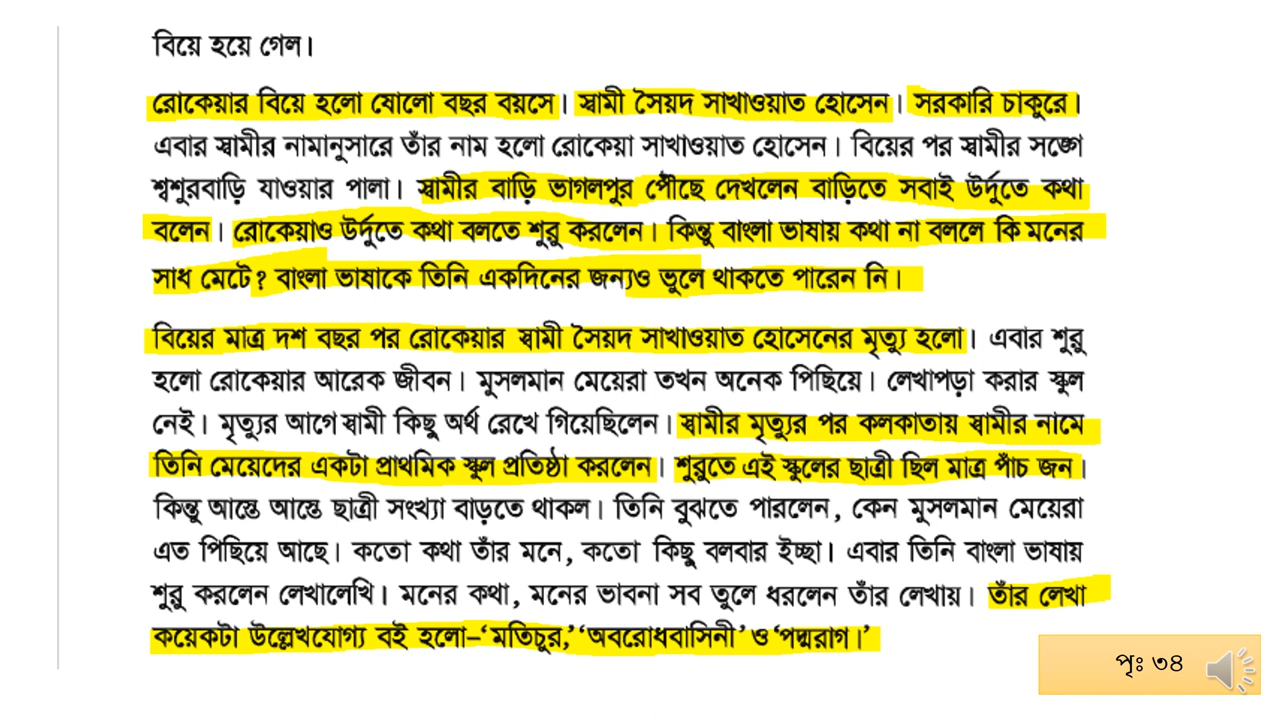 বিয়ে হয়ে গেল।
রোকেয়ার বিয়ে হলো ষোলো বছর বয়সে। স্বামী সৈয়দ সাখাওয়াত হোসেন। সরকারি চাকুরে।
এবার স্বামীর নামানুসারে তাঁর নাম হলো রোকেয়া সাখাওয়াত হোসেন। বিয়ের পর স্বামীর সঙ্গে
শ্বশুরবাড়ি যাওয়ার পালা। স্বামীর বাড়ি ভাগলপুর পৌঁছে দেখলেন বাড়িতে সবাই উর্দুতে কথা
বলেন। রোকেয়াও উর্দুতে কথা বলতে শুরু করলেন। কিন্তু বাংলা ভাষায় কথা না বললে কি মনের
সাধ মেটে? বাংলা ভাষাকে তিনি একদিনের জন্যও ভুলে থাকতে পারেন নি।
বিয়ের মাত্র দশ বছর পর রোকেয়ার স্বামী সৈয়দ সাখাওয়াত হোসেনের মৃত্যু হলো। এবার শুরু
হলো রোকেয়ার আরেক জীবন। মুসলমান মেয়েরা তখন অনেক পিছিয়ে। লেখাপড়া করার স্কুল
নেই। মৃত্যুর আগে স্বামী কিছু অর্থ রেখে গিয়েছিলেন। স্বামীর মৃত্যুর পর কলকাতায় স্বামীর নামে
তিনি মেয়েদের একটা প্রাথমিক স্কুল প্রতিষ্ঠা করলেন। শুরুতে এই স্কুলের ছাত্রী ছিল মাত্র পাঁচ জন।
কিন্তু আস্তে আস্তে ছাত্রী সংখ্যা বাড়তে থাকল। তিনি বুঝতে পারলেন, কেন মুসলমান মেয়েরা
এত পিছিয়ে আছে। কতো কথা তাঁর মনে, কতো কিছু বলবার ইচ্ছা। এবার তিনি বাংলা ভাষায়
শুরু করলেন লেখালেখি। মনের কথা, মনের ভাবনা সব তুলে ধরলেন তাঁর লেখায়। তাঁর লেখা
কয়েকটা উল্লেখযোগ্য বই হলো–‘মতিচুর,’ ‘অবরোধবাসিনী’ ও ‘পদ্মরাগ।’
পৃঃ ৩৪